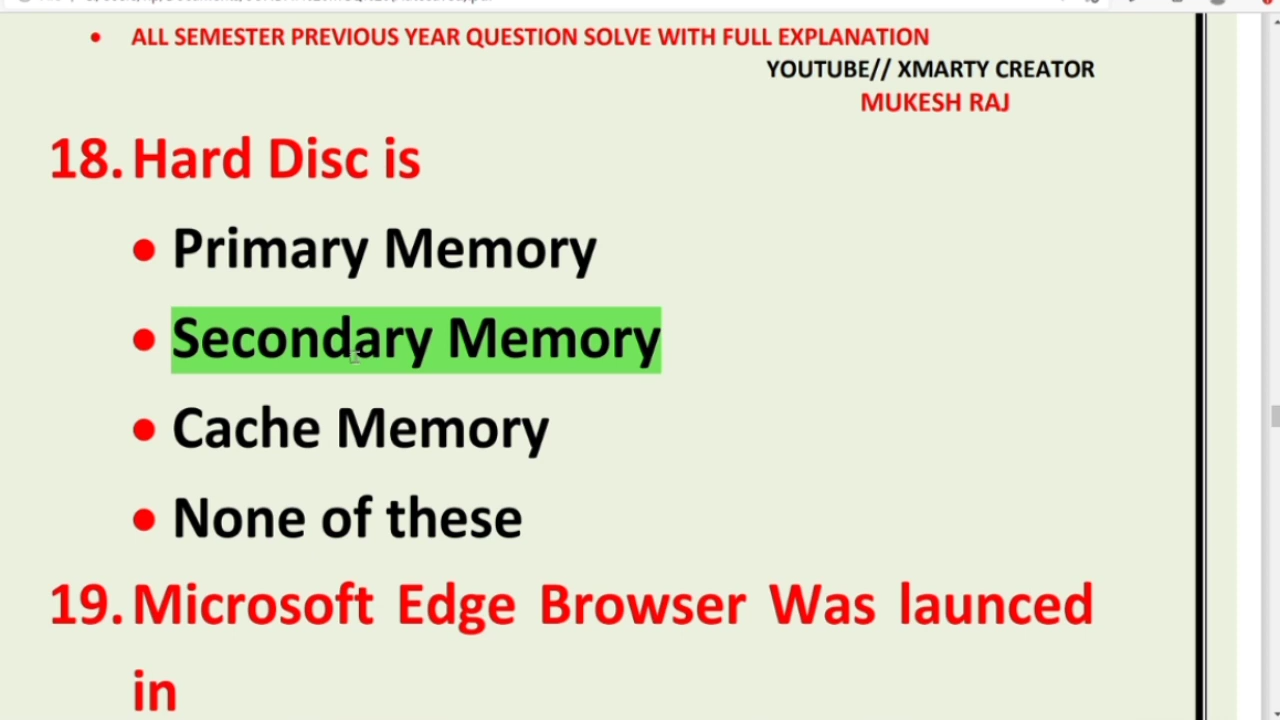 • ALL SEMESTER PREVIOUS YEAR QUESTION SOLVE WITH FULL EXPLANATION
YOUTUBE// XMARTY CREATOR
MUKESH RAJ
18. Hard Disc is
• Primary Memory
• Secondary Memory
• Cache Memory
• None of these
19. Microsoft Edge Browser Was launced
in